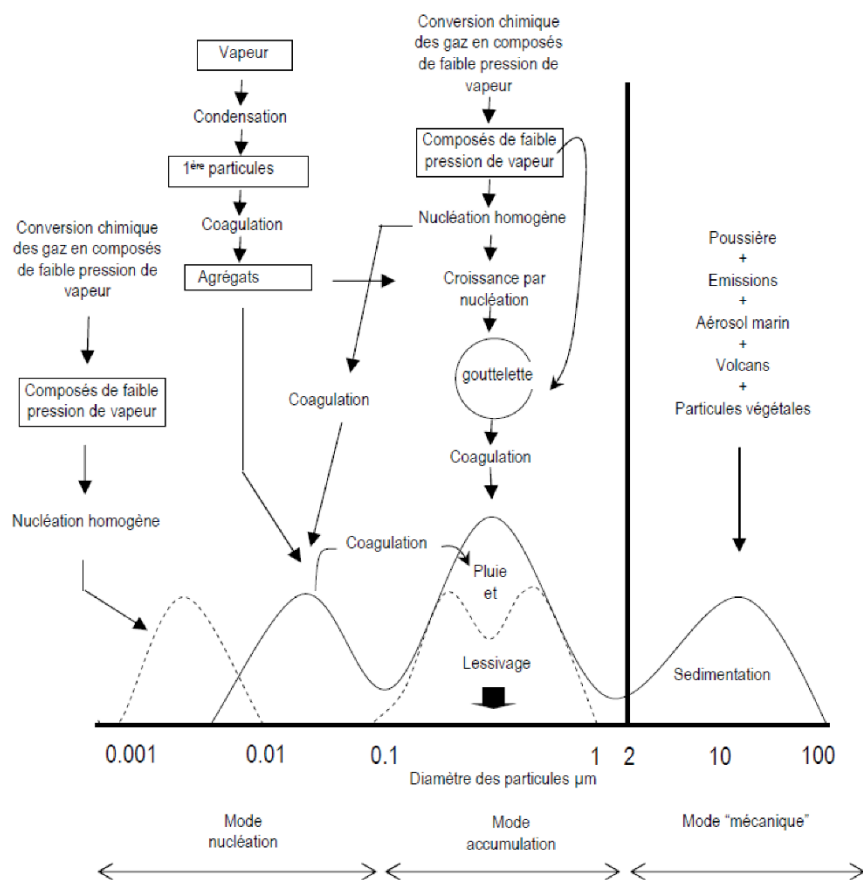 Vapeur
Condensation
1ère particules
Coagulation
Agrégats
Conversion chimique
des gaz en composés
de faible pression de
vapeur
Composés de faible
pression de vapeur
Nucléation homogène
Conversion chimique
des gaz en composés
de faible pression de
vapeur
Composés de faible
pression de vapeur
Nucléation homogène
Croissance par
nucléation
gouttelette
Coagulation
Coagulation
Coagulation
Pluie et
Lessivage
Poussière
+
Emissions
+
Aérosol marin
+
Volcans
+
Particules végétales
Sedimentation
0.001
0.01
0.1
1
2
10
100
Diamètre des particules µm
Mode
nucléation
Mode
accumulation
Mode "mécanique"